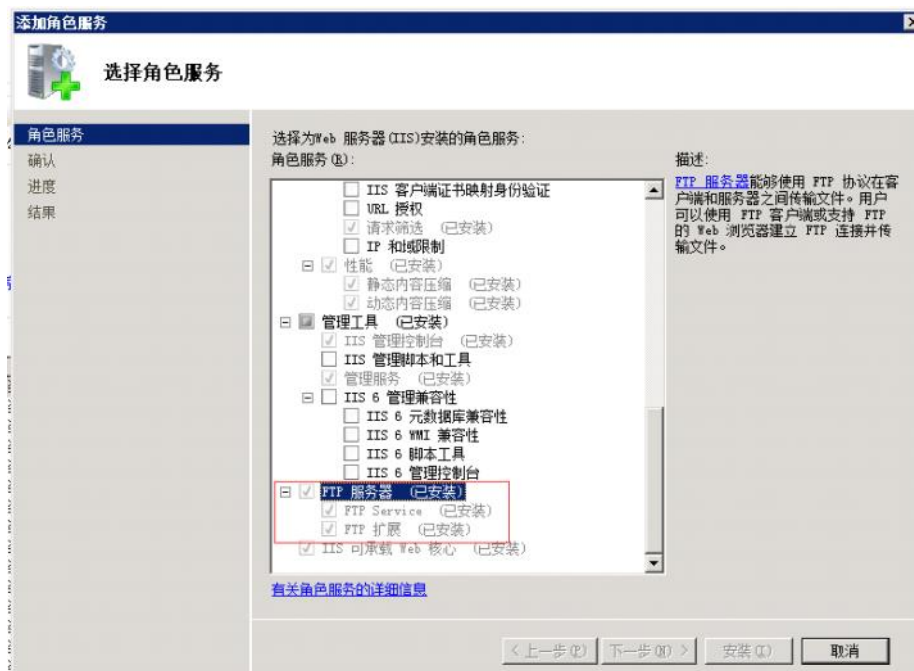 添加角色服务
选择角色服务
角色服务
确认
进度
结果
选择为Web 服务器(IIS)安装的角色服务:
角色服务(R):
IIS 客户端证书映射身份验证
URL 授权
请求筛选 (已安装)
IP 和域限制
性能 (已安装)
静态内容压缩 (已安装)
动态内容压缩 (已安装)
管理工具 (已安装)
IIS 管理控制台 (已安装)
IIS 管理脚本和工具
管理服务 (已安装)
IIS 6 管理兼容性
IIS 6 元数据库兼容性
IIS 6 WMI 兼容性
IIS 6 脚本工具
IIS 6 管理控制台
FTP 服务器 (已安装)
FTP Service (已安装)
FTP 扩展 (已安装)
IIS 可承载 Web 核心 (已安装)
有关角色服务的详细信息
描述:
FTP 服务器能够使用 FTP 协议在客
户端和服务器之间传输文件。用户
可以使用 FTP 客户端或支持 FTP
的 Web 浏览器建立 FTP 连接并传
输文件。
< 上一步(P)
下一步(N) >
安装(I)
取消